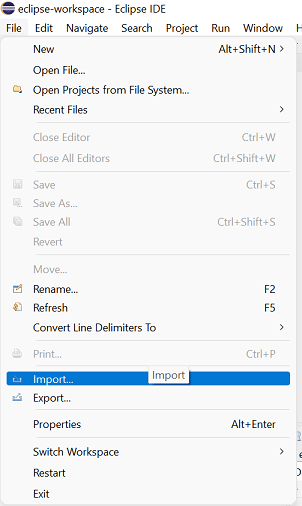 eclipse-workspace - Eclipse IDE
File Edit Navigate Search Project Run Window
New Alt+Shift+N
Open File...
Open Projects from File System...
Recent Files
Close Editor Ctrl+W
Close All Editors Ctrl+Shift+W
Save Ctrl+S
Save As...
Save All Ctrl+Shift+S
Revert
Move...
Rename... F2
Refresh F5
Convert Line Delimiters To
Print... Ctrl+P
Import... Import
Export...
Properties Alt+Enter
Switch Workspace
Restart
Exit